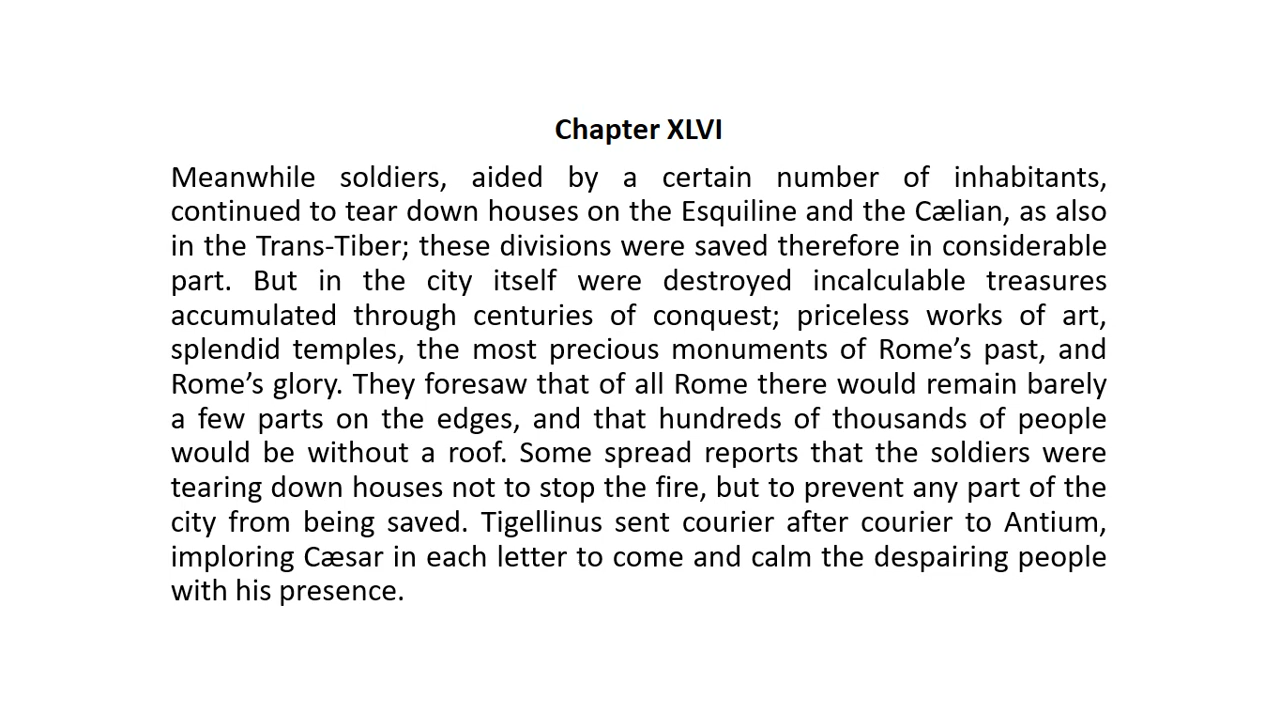 Chapter XLVI
Meanwhile soldiers, aided by a certain number of inhabitants,
continued to tear down houses on the Esquiline and the Cælian, as also
in the Trans-Tiber; these divisions were saved therefore in considerable
part. But in the city itself were destroyed incalculable treasures
accumulated through centuries of conquest; priceless works of art,
splendid temples, the most precious monuments of Rome’s past, and
Rome’s glory. They foresaw that of all Rome there would remain barely
a few parts on the edges, and that hundreds of thousands of people
would be without a roof. Some spread reports that the soldiers were
tearing down houses not to stop the fire, but to prevent any part of the
city from being saved. Tigellinus sent courier after courier to Antium,
imploring Cæsar in each letter to come and calm the despairing people
with his presence.